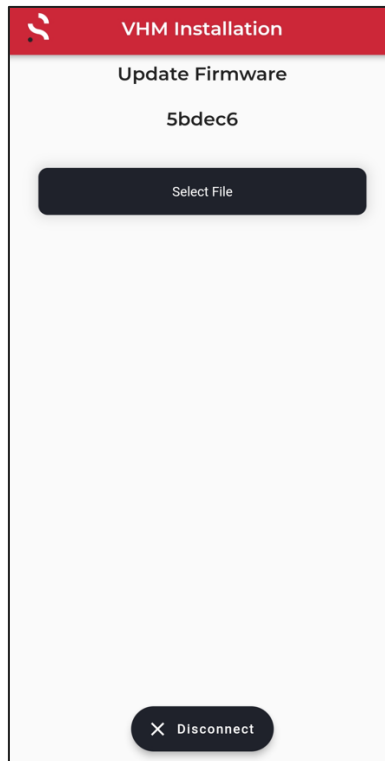 VHM Installation
Update Firmware
5bdec6
Select File
Disconnect